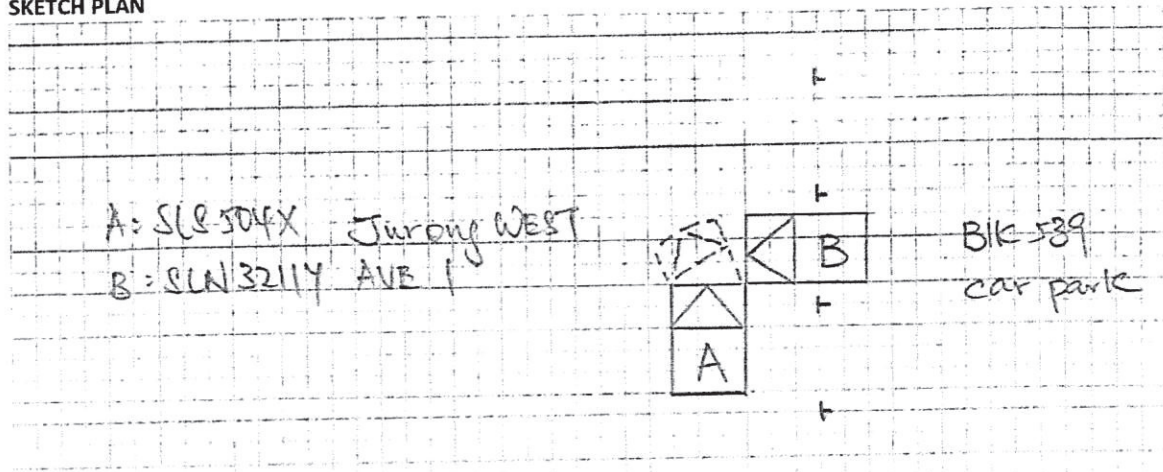 SKETCH PLAN
A: SLS504X Jurong WEST
B: SLN3211Y AVE 1
B
Blk 539
car park
A